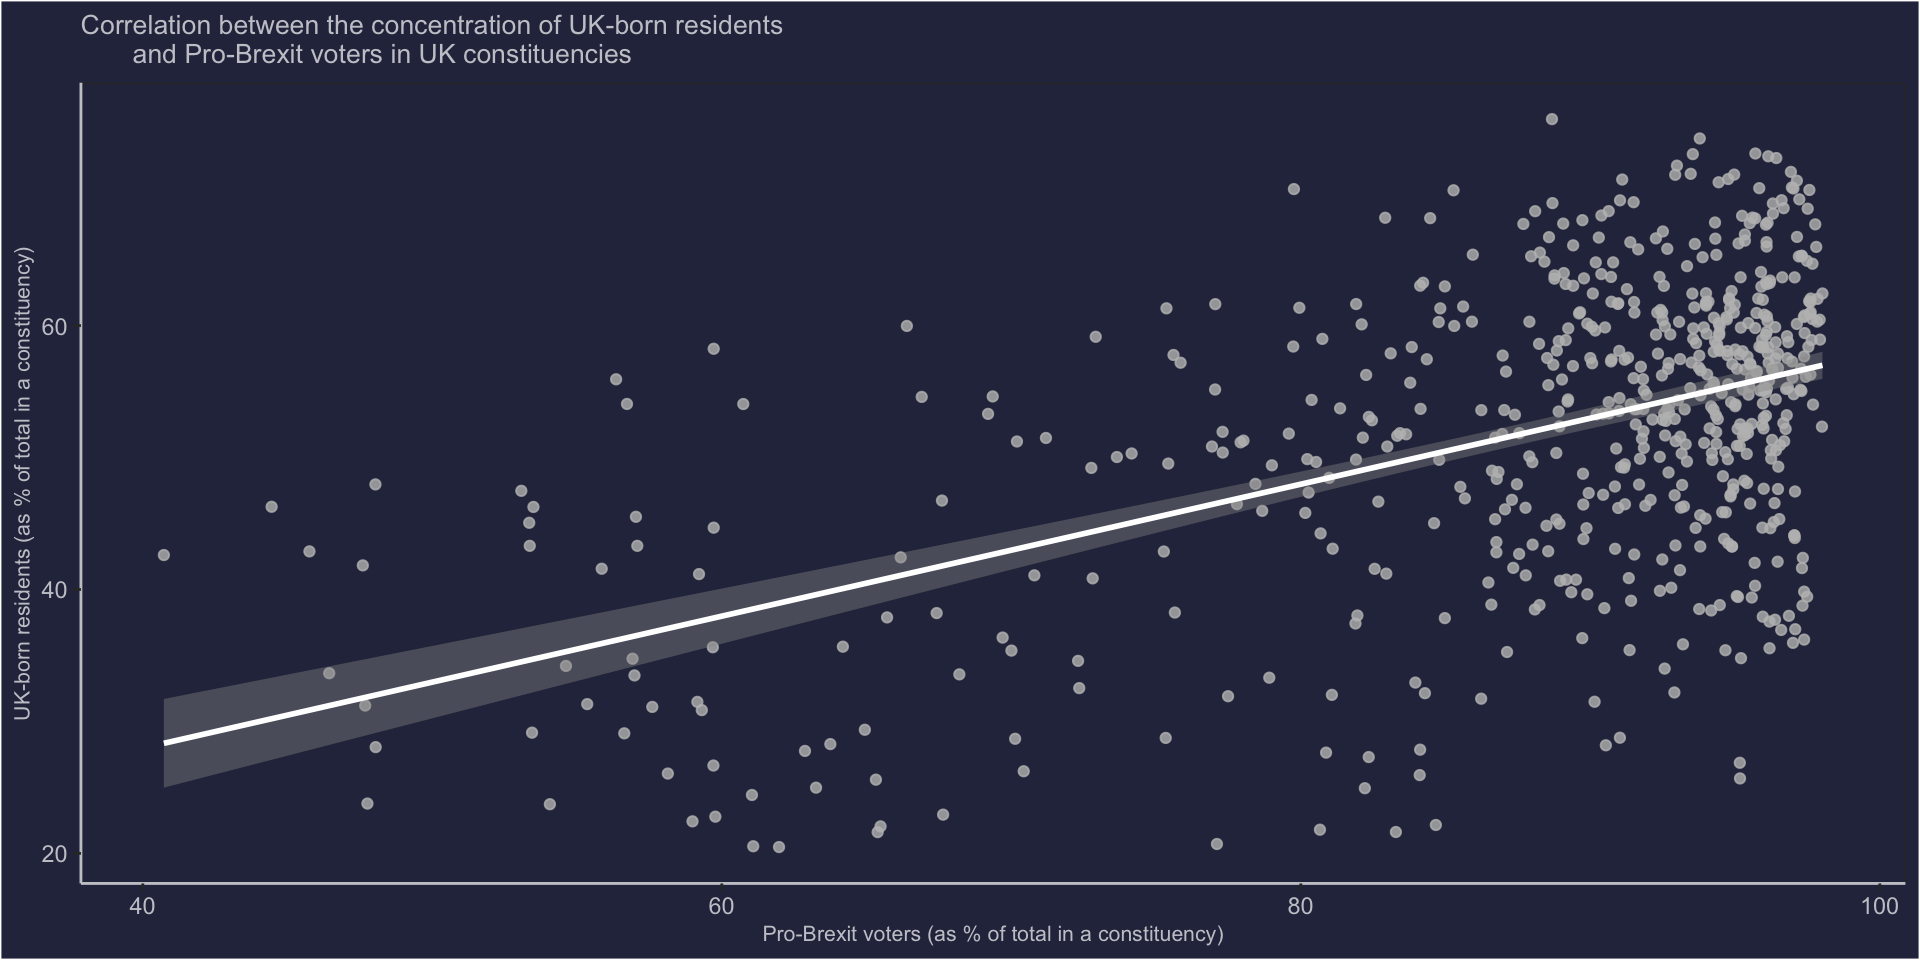 Correlation between the concentration of UK-born residents
and Pro-Brexit voters in UK constituencies
UK-born residents (as % of total in a constituency)
60
40
20
40 60 80 100
Pro-Brexit voters (as % of total in a constituency)